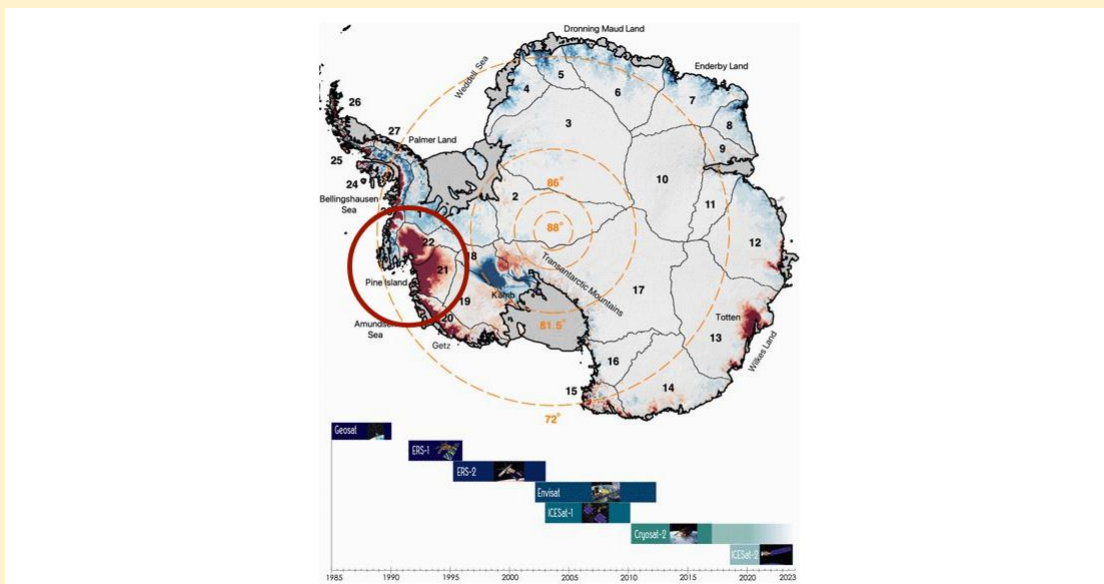 Dronning Maud Land
Weddell Sea
Enderby Land
5
4
6
7
26
3
8
27
Palmer Land
9
25
86°
10
24
2
11
Bellingshausen
Sea
1
88°
12
22
18
Transantarctic Mountains
21
Pine Island
Kamb
17
19
Totten
20
Amundsen
Sea
81.5°
13
Getz
Wilkes Land
16
15
14
72°
Geosat
ERS-1
ERS-2
Envisat
ICESat-1
Cryosat-2
ICESat-2
1985 1990 1995 2000 2005 2010 2015 2020 2023